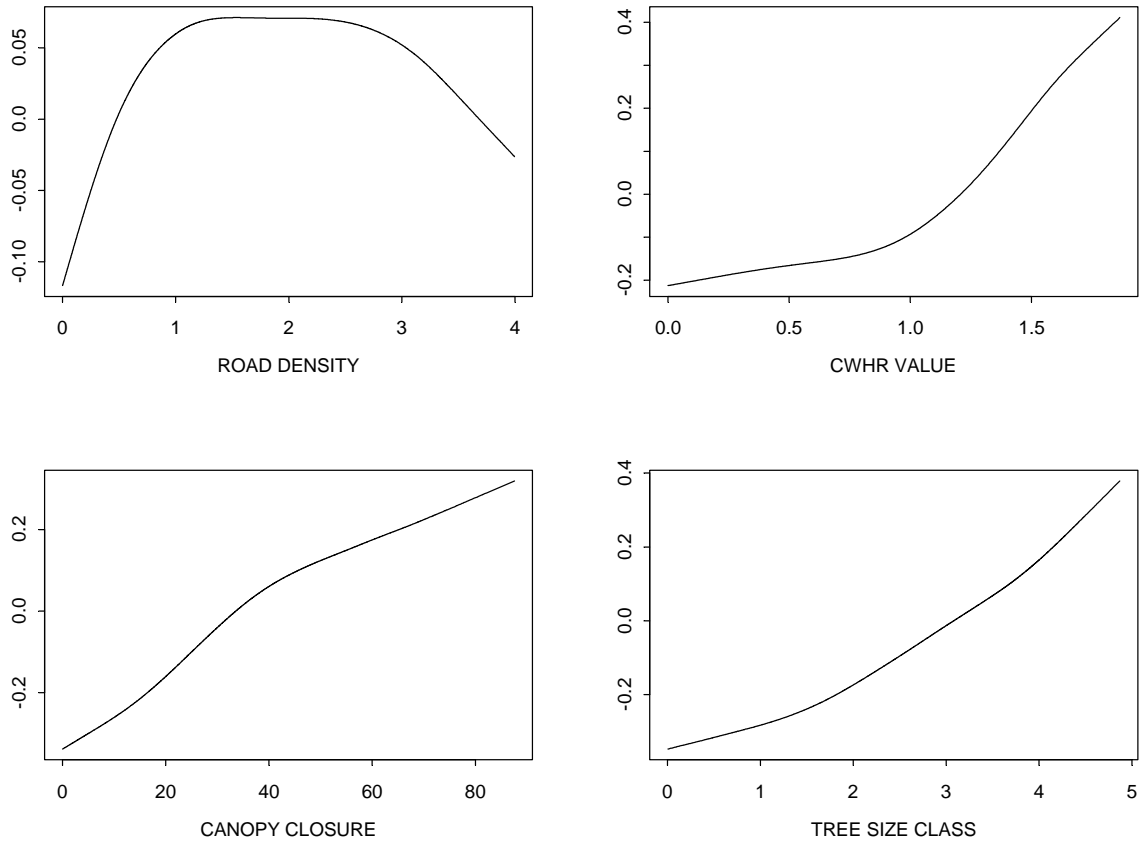 0.05
0.0
-0.05
-0.10
0 1 2 3 4
ROAD DENSITY
0.4
0.2
0.0
-0.2
0.0 0.5 1.0 1.5
CWHR VALUE
0.2
0.0
-0.2
0 20 40 60 80
CANOPY CLOSURE
0.4
0.2
0.0
-0.2
0 1 2 3 4 5
TREE SIZE CLASS